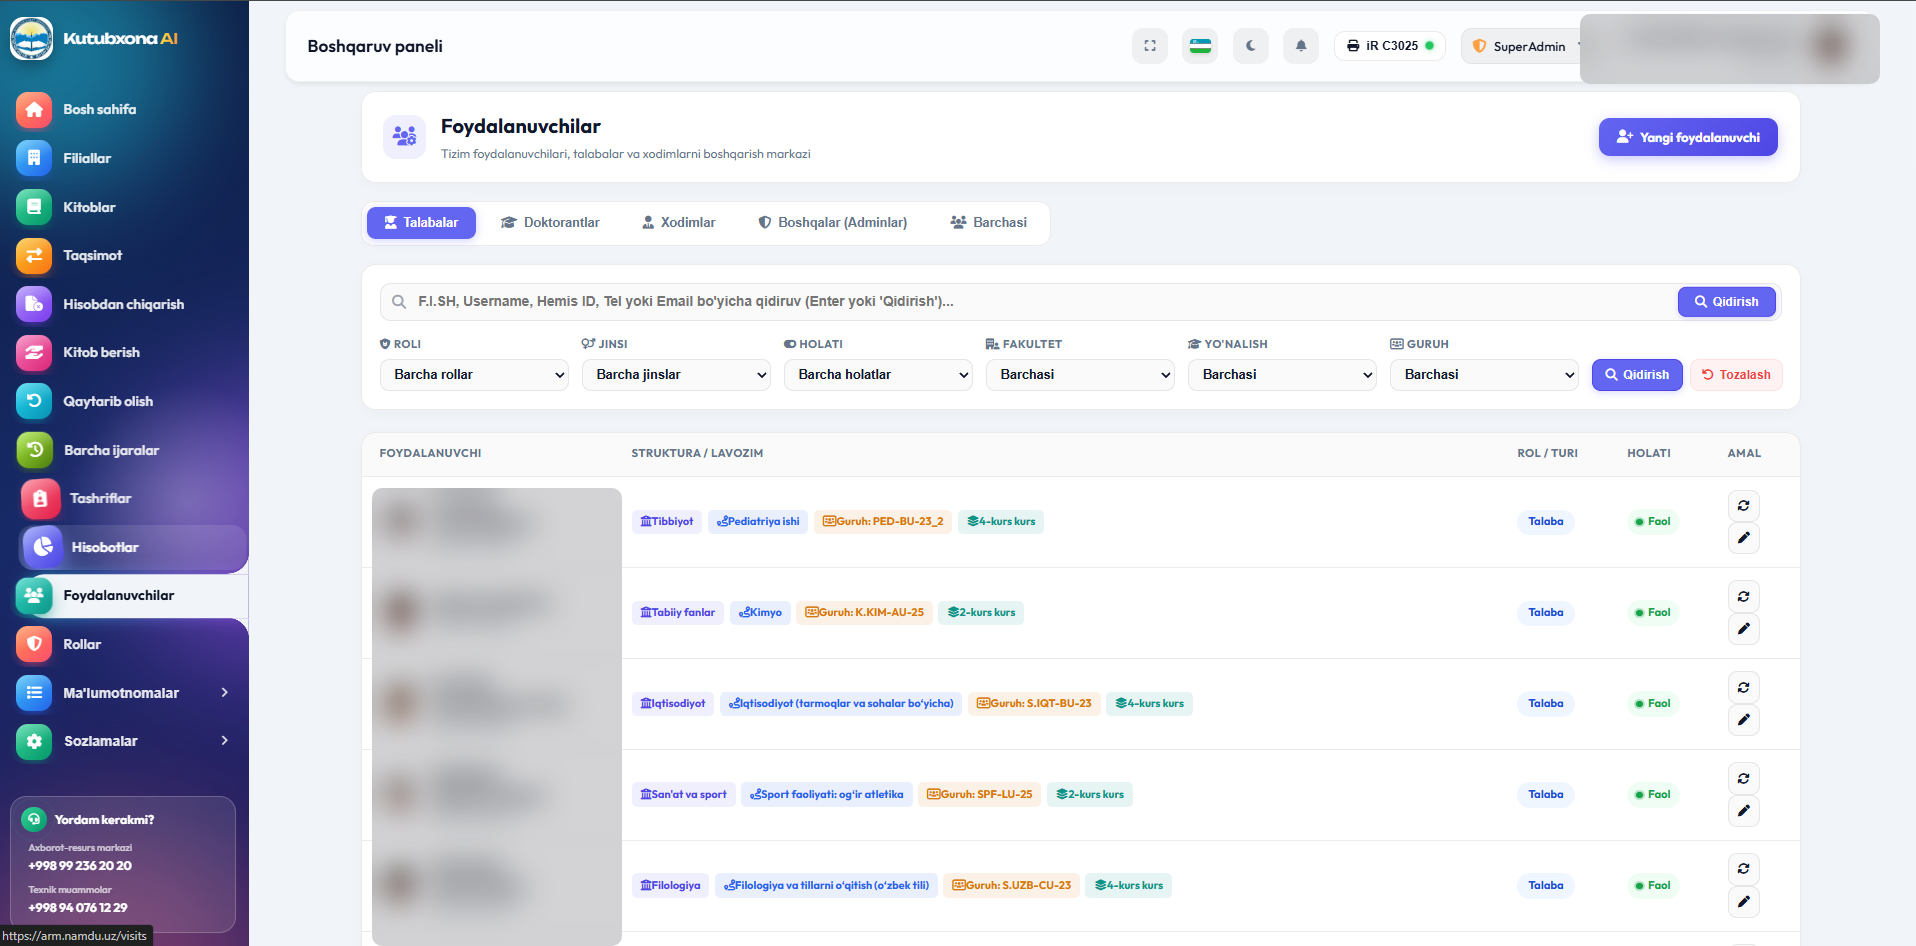 Kutubxona AI
Boshqaruv paneli
iR C3025
SuperAdmin
Bosh sahifa
Filiallar
Kitoblar
Taqsimot
Hisobdan chiqarish
Kitob berish
Qaytarib olish
Barcha ijaralar
Tashriflar
Hisobotlar
Foydalanuvchilar
Rollar
Ma'lumotnomalar
Sozlamalar
Yordam kerakmi?
Axborot-resurs markazi
+998 99 236 20 20
Texnik muammolar
+998 94 076 12 29
https://arm.namdu.uz/visits
Foydalanuvchilar
Tizim foydalanuvchilari, talabalar va xodimlarni boshqarish markazi
Yangi foydalanuvchi
Talabalar Doktorantlar Xodimlar Boshqalar (Adminlar) Barchasi
F.I.SH, Username, Hemis ID, Tel yoki Email bo'yicha qidiruv (Enter yoki 'Qidirish')...
Qidirish
ROLI JINSI HOLATI FAKULTET YO'NALISH GURUH
Barcha rollar Barcha jinslar Barcha holatlar Barchasi Barchasi Barchasi Qidirish Tozalash
FOYDALANUVCHI STRUKTURA / LAVOZIM ROL / TURI HOLATI AMAL
Tibbiyot Pediatriya ishi Guruh: PED-BU-23_2 4-kurs kurs Talaba Faol
Tabiiy fanlar Kimyo Guruh: K.KIM-AU-25 2-kurs kurs Talaba Faol
Iqtisodiyot Iqtisodiyot (tarmoqlar va sohalar bo‘yicha) Guruh: S.IQT-BU-23 4-kurs kurs Talaba Faol
San'at va sport Sport faoliyati: og‘ir atletika Guruh: SPF-LU-25 2-kurs kurs Talaba Faol
Filologiya Filologiya va tillarni o‘qitish (o‘zbek tili) Guruh: S.UZB-CU-23 4-kurs kurs Talaba Faol